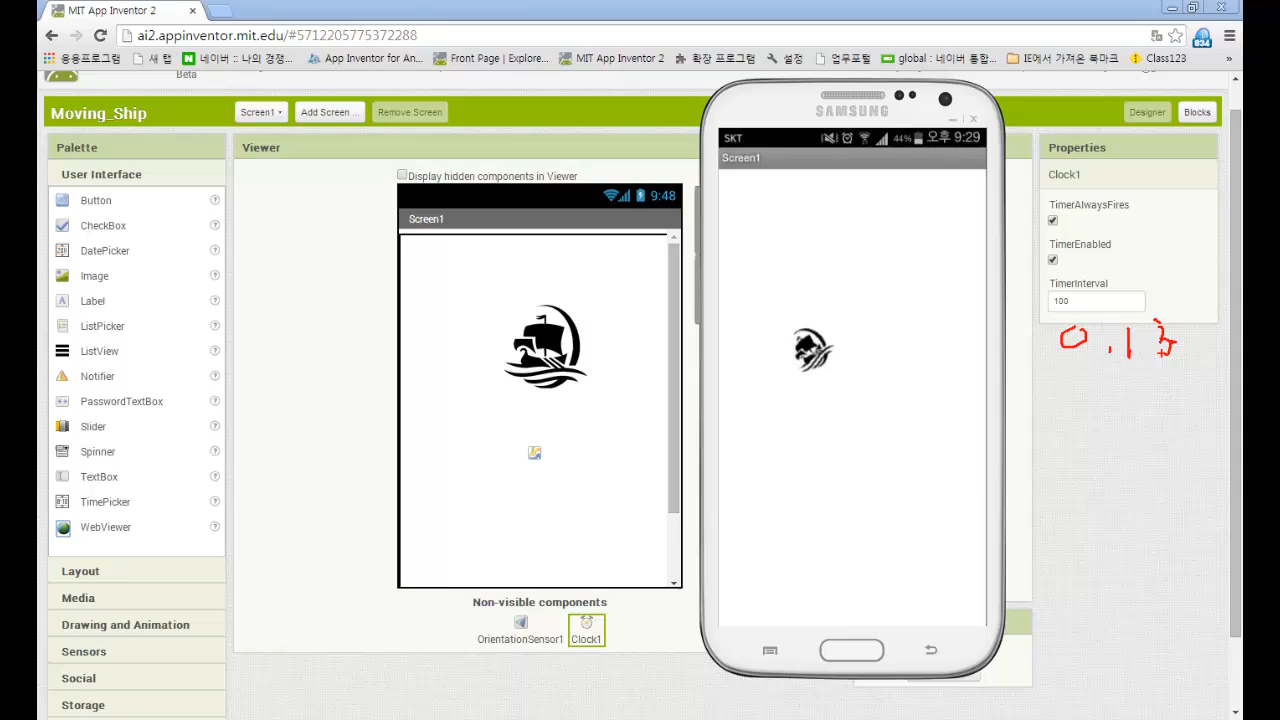 MIT App Inventor 2
ai2.appinventor.mit.edu/#5712205775372288
응용프로그램 새 탭 네이버 :: 나의 경쟁... App Inventor for An... Front Page | Explore... MIT App Inventor 2 확장 프로그램 설정 업무포털 global : 네이버 통합... IE에서 가져온 북마크 Class123 »
834
Beta
Moving_Ship Screen1 Add Screen ... Remove Screen Designer Blocks
Palette
User Interface
Button
CheckBox
DatePicker
Image
Label
ListPicker
ListView
Notifier
PasswordTextBox
Slider
Spinner
TextBox
TimePicker
WebViewer
Layout
Media
Drawing and Animation
Sensors
Social
Storage
Viewer
Display hidden components in Viewer
9:48
Screen1
Non-visible components
OrientationSensor1 Clock1
SAMSUNG
SKT 44% 오후 9:29
Screen1
Properties
Clock1
TimerAlwaysFires
TimerEnabled
TimerInterval
100
0.1초